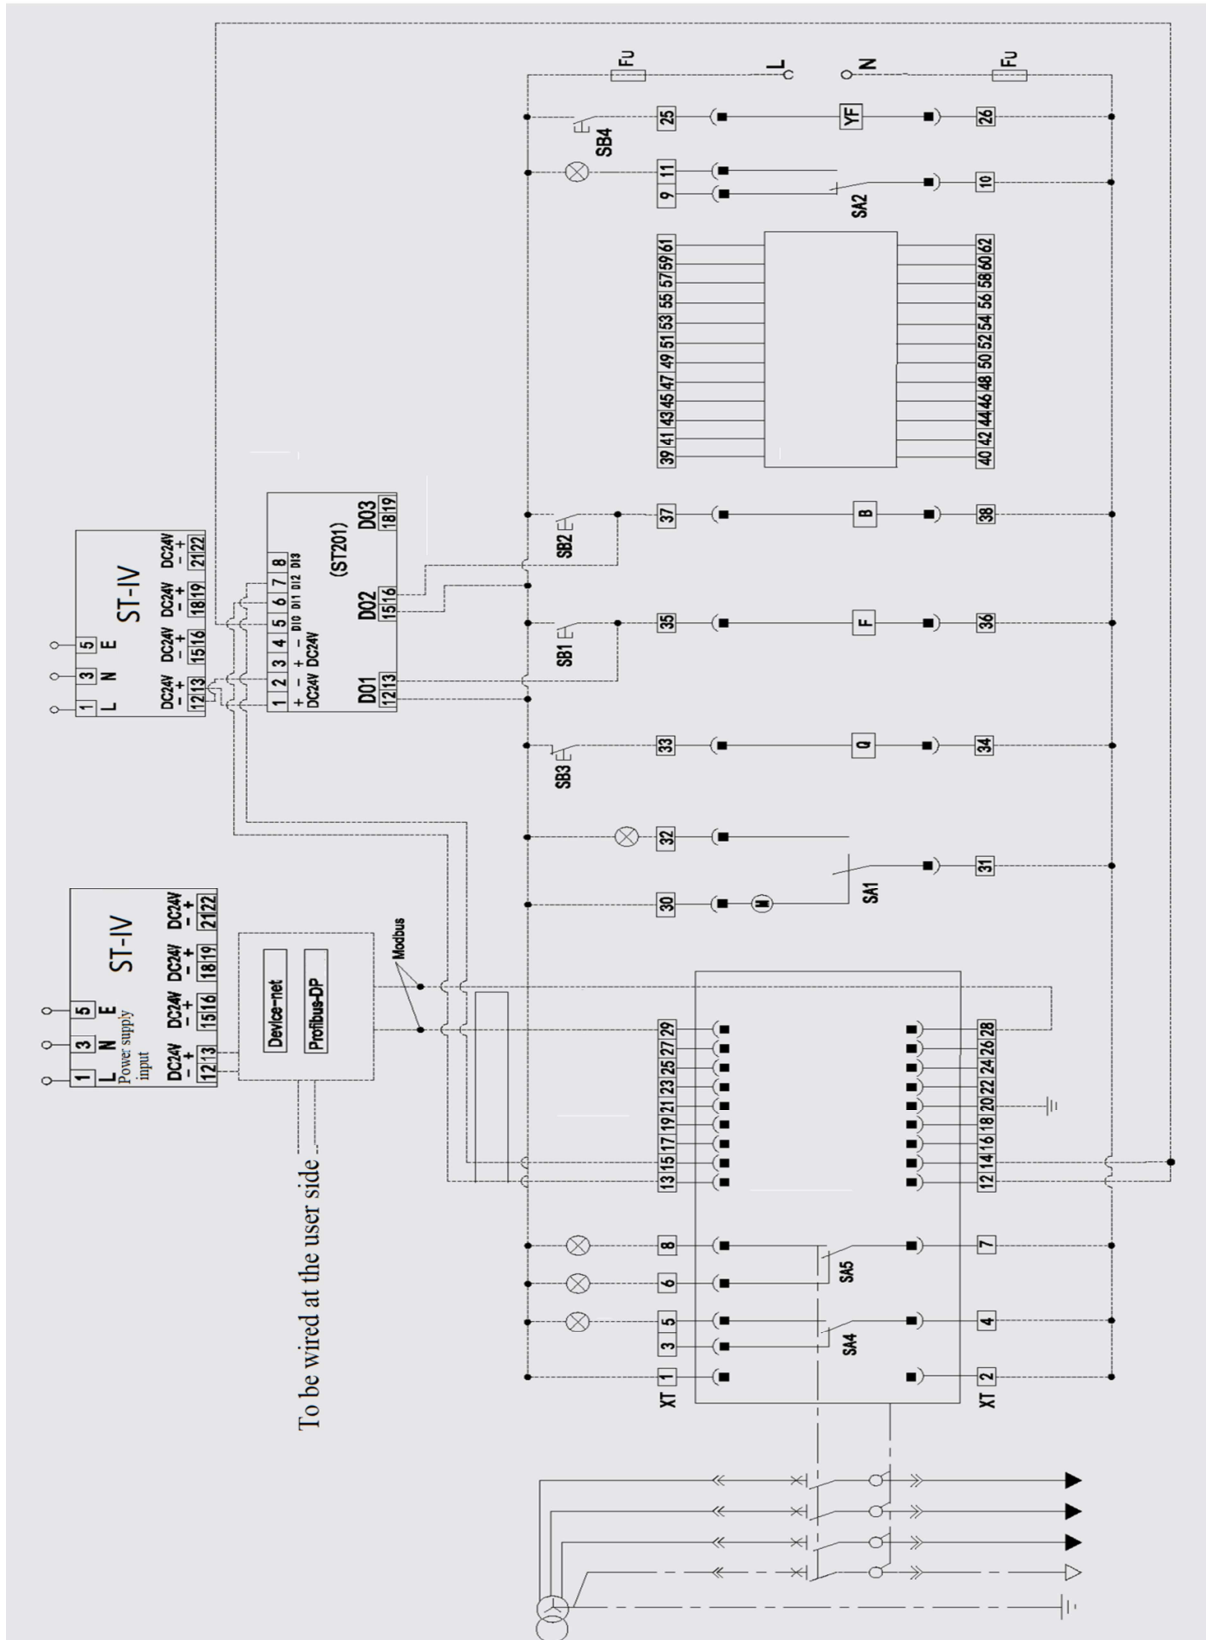 ST-IV
1 3 5
L N E
Power supply
input
DC24V DC24V DC24V DC24V
- + - + - + - +
12 13 15 16 18 19 21 22
ST-IV
1 3 5
L N E
DC24V DC24V DC24V DC24V
- + - + - + - +
12 13 15 16 18 19 21 22
To be wired at the user side
Device-net
Profibus-DP
Modbus
1 2 3 4 5 6 7 8
+ - + - DI0 DI1 DI2 DI3
DC24V DC24V
(ST201)
DO1 DO2 DO3
12 13 15 16 18 19
SB3 SB1 SB2 SB4 Fu L N Fu
XT 1 3 5 6 8 13 15 17 19 21 23 25 27 29 30 32 33 35 37 39 41 43 45 47 49 51 53 55 57 59 61 9 11 25
M
SA4 SA5 SA1 Q F B SA2 YF
XT 2 4 7 12 14 16 18 20 22 24 26 28 31 34 36 38 40 42 44 46 48 50 52 54 56 58 60 62 10 26